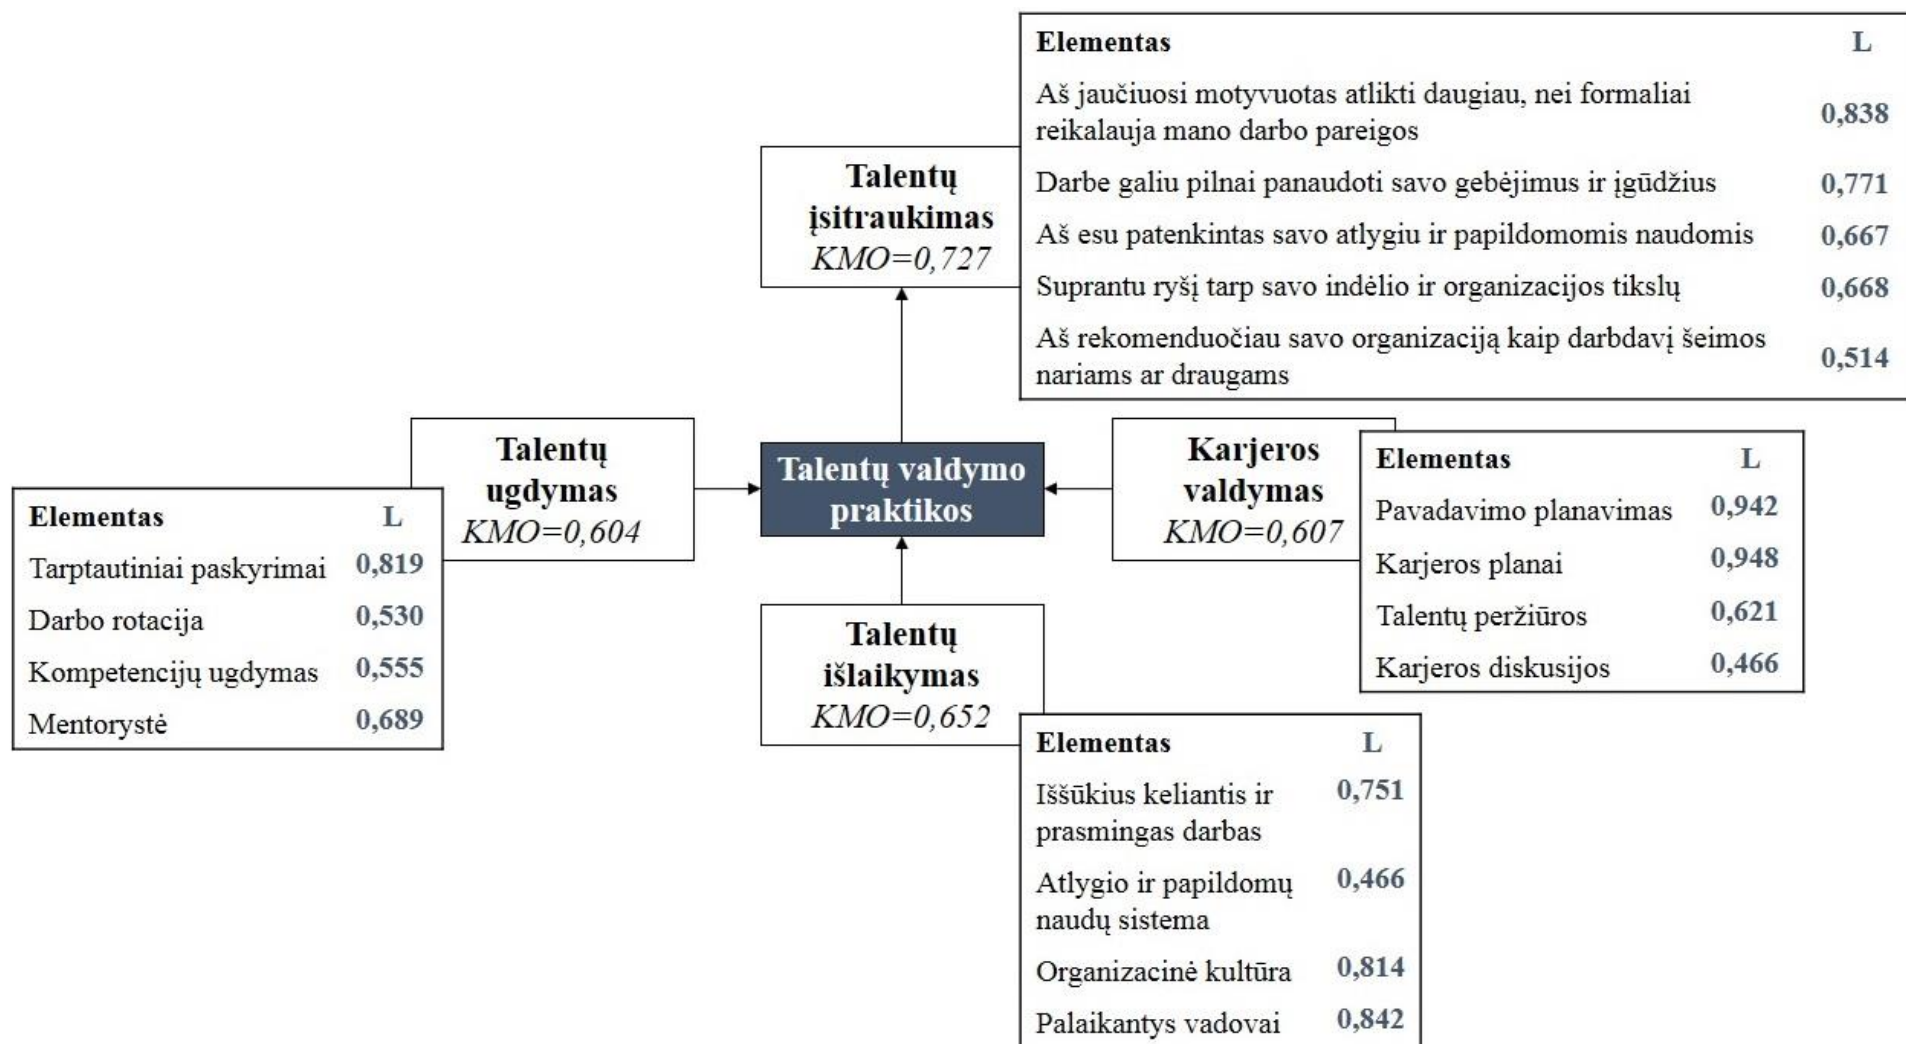 Elementas L
Aš jaučiuosi motyvuotas atlikti daugiau, nei formaliai
reikalauja mano darbo pareigos 0,838
Darbe galiu pilnai panaudoti savo gebėjimus ir įgūdžius 0,771
Aš esu patenkintas savo atlygiu ir papildomomis naudomis 0,667
Suprantu ryšį tarp savo indėlio ir organizacijos tikslų 0,668
Aš rekomenduočiau savo organizaciją kaip darbdavį šeimos
nariams ar draugams 0,514
Talentų
įsitraukimas
KMO=0,727
Talentų
ugdymas
KMO=0,604
Elementas L
Tarptautiniai paskyrimai 0,819
Darbo rotacija 0,530
Kompetencijų ugdymas 0,555
Mentorystė 0,689
Talentų valdymo
praktikos
Karjeros
valdymas
KMO=0,607
Elementas L
Pavadavimo planavimas 0,942
Karjeros planai 0,948
Talentų peržiūros 0,621
Karjeros diskusijos 0,466
Talentų
išlaikymas
KMO=0,652
Elementas L
Iššūkius keliantis ir 0,751
prasmingas darbas
Atlygio ir papildomų 0,466
naudų sistema
Organizacinė kultūra 0,814
Palaikantys vadovai 0,842